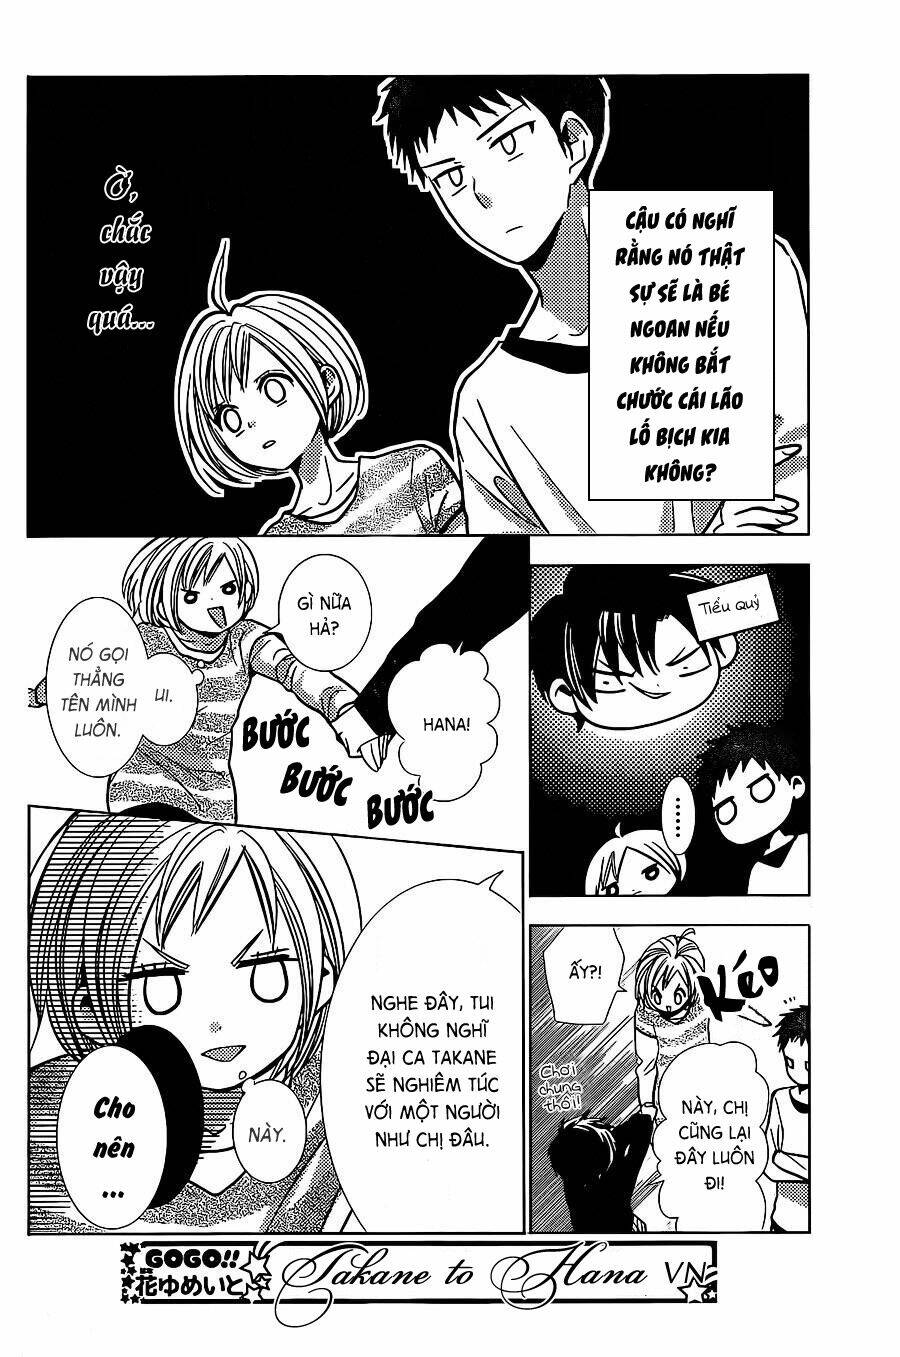 CẬU CÓ NGHĨ
RẰNG NÓ THẬT
SỰ SẼ LÀ BÉ
NGOAN NẾU
KHÔNG BẮT
CHƯỚC CÁI LÃO
LỐ BỊCH KIA
KHÔNG?
Ờ,
chắc
vậy
quá...
Tiểu quỷ
......
ẤY?!
Kéo
Chơi
chung
thôi!
NÀY, CHỊ
CŨNG LẠI
ĐÂY LUÔN
ĐI!
HANA!
GÌ NỮA
HẢ?
UI.
NÓ GỌI
THẲNG
TÊN MÌNH
LUÔN.
BƯỚC
BƯỚC
BƯỚC
NGHE ĐÂY, TUI
KHÔNG NGHĨ
ĐẠI CA TAKANE
SẼ NGHIÊM TÚC
VỚI MỘT NGƯỜI
NHƯ CHỊ ĐÂU.
NÀY.
Cho
nên
...
GOGO!!
花ゆめいと
Takane to Hana VN